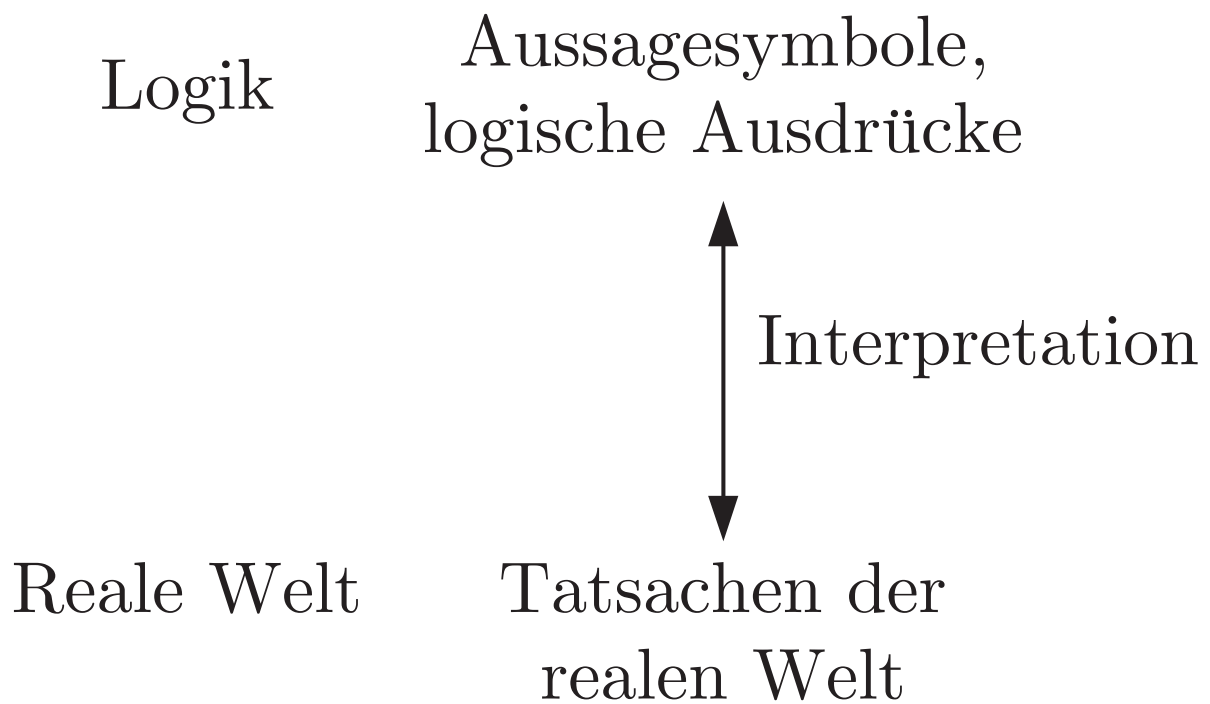 Logik
Aussagesymbole,
logische Ausdrücke
Interpretation
Reale Welt
Tatsachen der
realen Welt